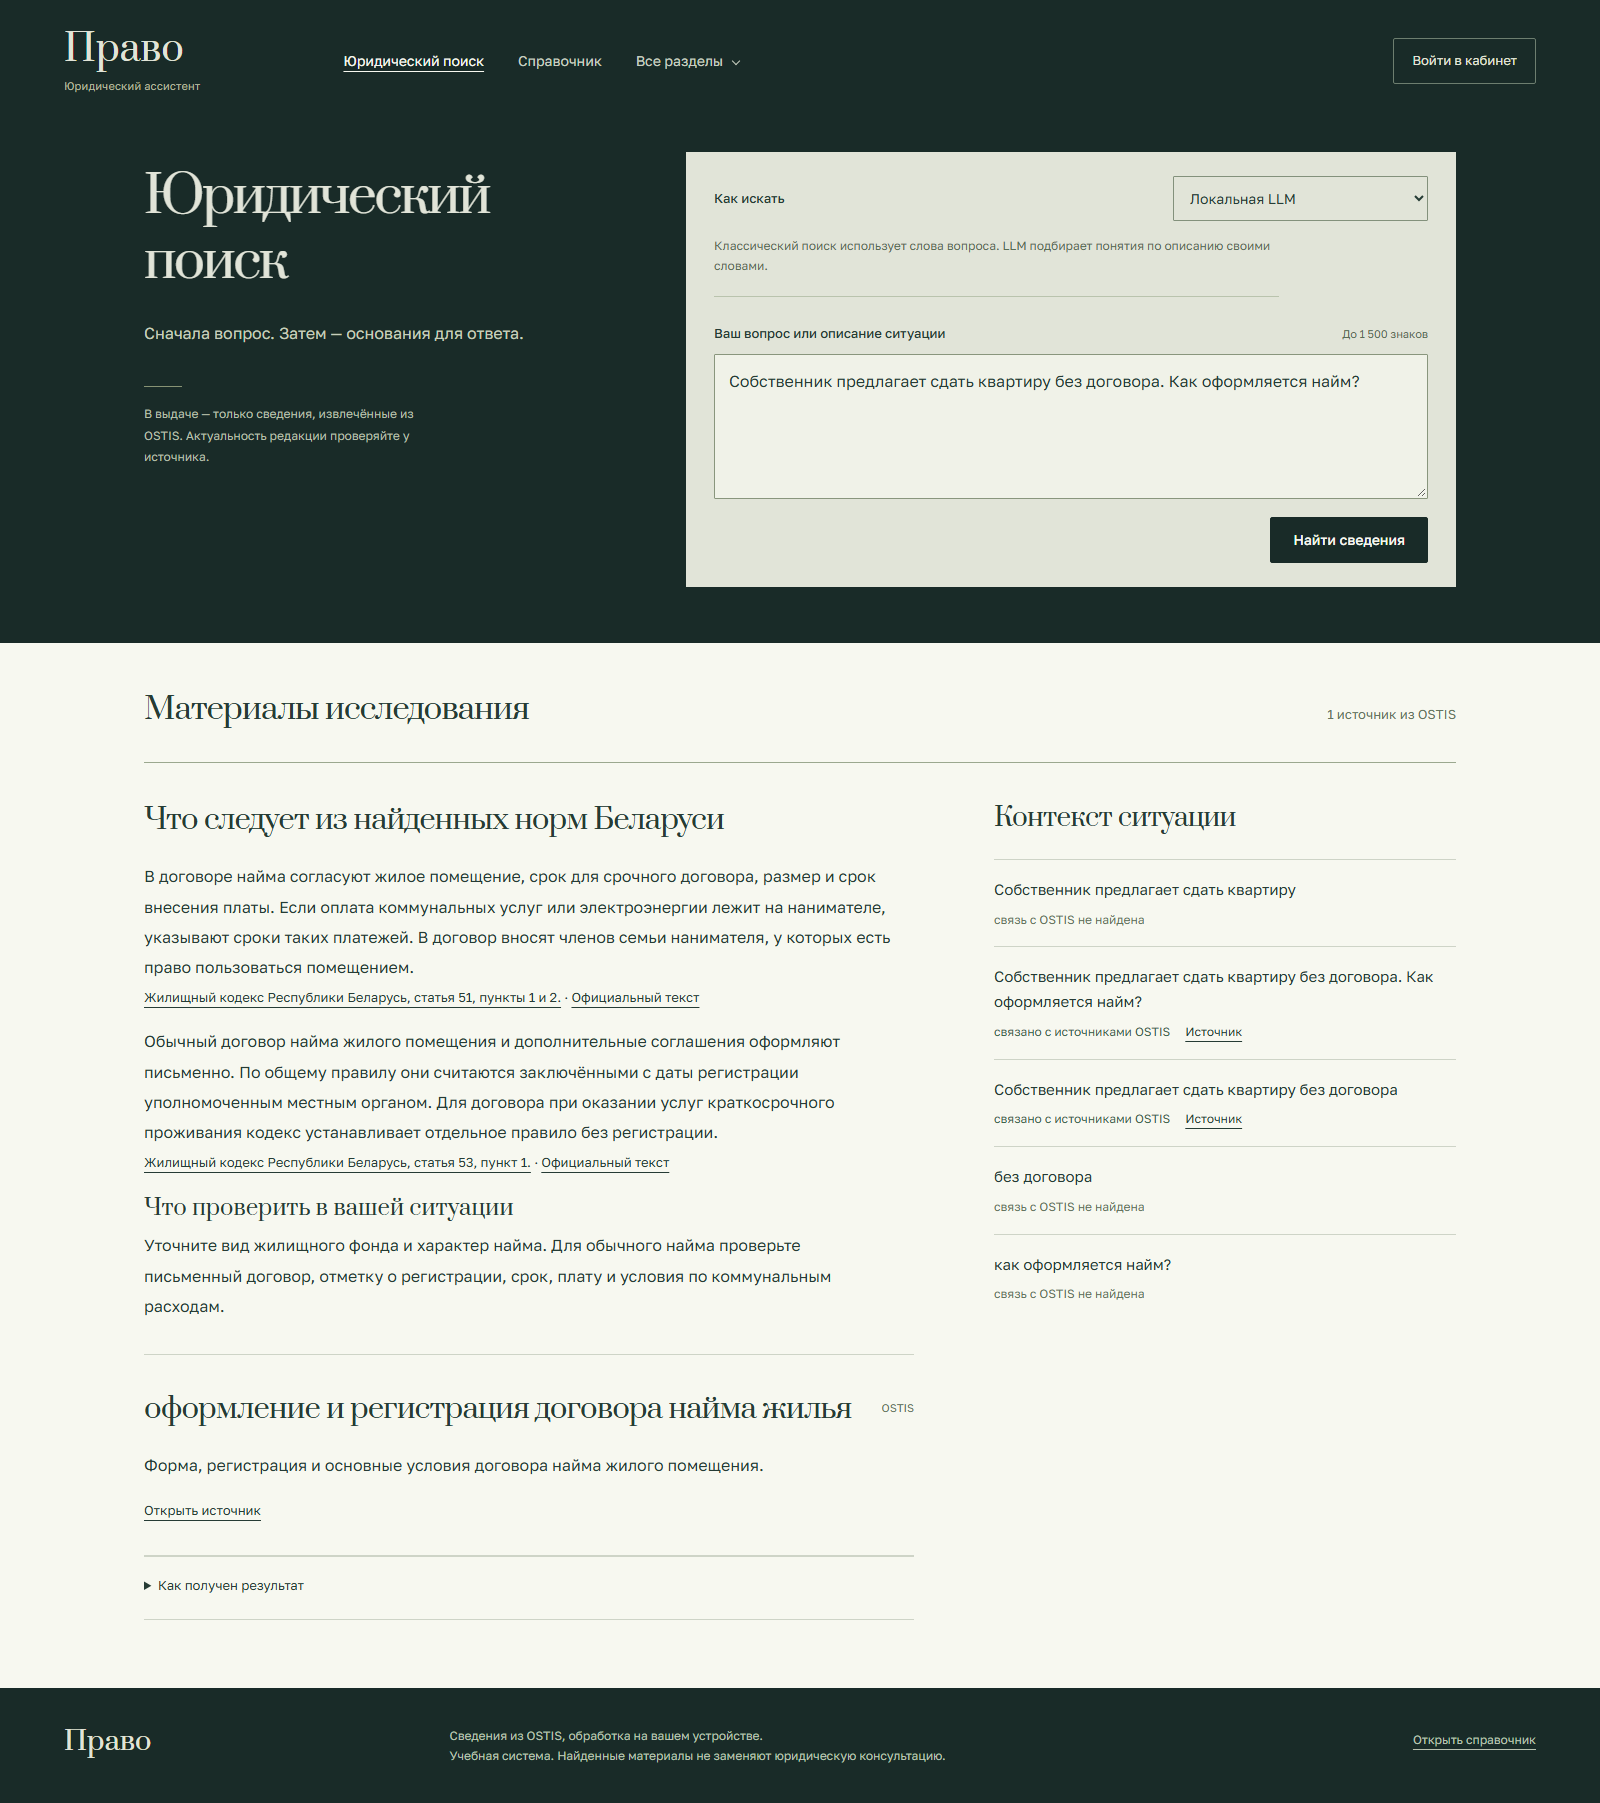 Право
Юридический ассистент
Юридический поиск
Справочник
Все разделы
Войти в кабинет
Юридический
поиск
Сначала вопрос. Затем — основания для ответа.
В выдаче — только сведения, извлечённые из
OSTIS. Актуальность редакции проверяйте у
источника.
Как искать
Локальная LLM
Классический поиск использует слова вопроса. LLM подбирает понятия по описанию своими
словами.
Ваш вопрос или описание ситуации
До 1 500 знаков
Собственник предлагает сдать квартиру без договора. Как оформляется найм?
Найти сведения
Материалы исследования
1 источник из OSTIS
Что следует из найденных норм Беларуси
В договоре найма согласуют жилое помещение, срок для срочного договора, размер и срок
внесения платы. Если оплата коммунальных услуг или электроэнергии лежит на нанимателе,
указывают сроки таких платежей. В договор вносят членов семьи нанимателя, у которых есть
право пользоваться помещением.
Жилищный кодекс Республики Беларусь, статья 51, пункты 1 и 2. · Официальный текст
Обычный договор найма жилого помещения и дополнительные соглашения оформляют
письменно. По общему правилу они считаются заключёнными с даты регистрации
уполномоченным местным органом. Для договора при оказании услуг краткосрочного
проживания кодекс устанавливает отдельное правило без регистрации.
Жилищный кодекс Республики Беларусь, статья 53, пункт 1. · Официальный текст
Что проверить в вашей ситуации
Уточните вид жилищного фонда и характер найма. Для обычного найма проверьте
письменный договор, отметку о регистрации, срок, плату и условия по коммунальным
расходам.
оформление и регистрация договора найма жилья
OSTIS
Форма, регистрация и основные условия договора найма жилого помещения.
Открыть источник
Как получен результат
Контекст ситуации
Собственник предлагает сдать квартиру
связь с OSTIS не найдена
Собственник предлагает сдать квартиру без договора. Как
оформляется найм?
связано с источниками OSTIS Источник
Собственник предлагает сдать квартиру без договора
связано с источниками OSTIS Источник
без договора
связь с OSTIS не найдена
как оформляется найм?
связь с OSTIS не найдена
Право
Сведения из OSTIS, обработка на вашем устройстве.
Учебная система. Найденные материалы не заменяют юридическую консультацию.
Открыть справочник